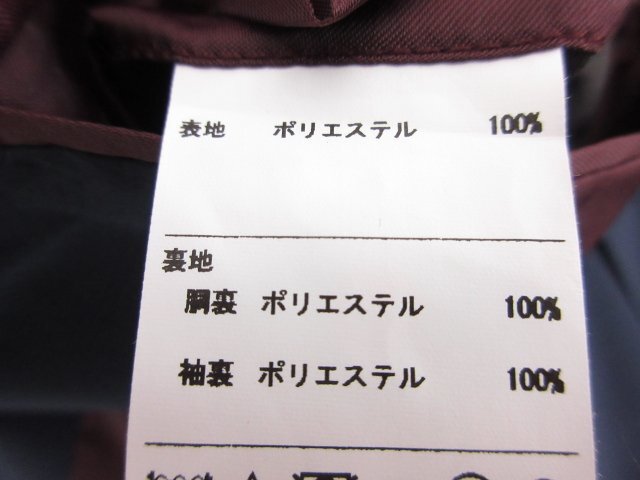 表地 ポリエステル 100%
裏地
胴裏 ポリエステル 100%
袖裏 ポリエステル 100%